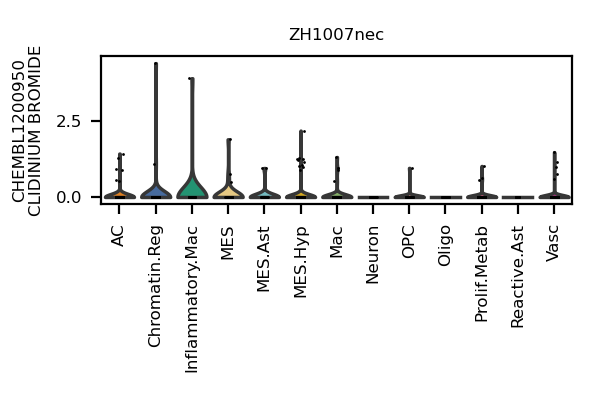 ZH1007nec
CHEMBL1200950
CLIDINIUM BROMIDE
2.5
0.0
AC
Chromatin.Reg
Inflammatory.Mac
MES
MES.Ast
MES.Hyp
Mac
Neuron
OPC
Oligo
Prolif.Metab
Reactive.Ast
Vasc